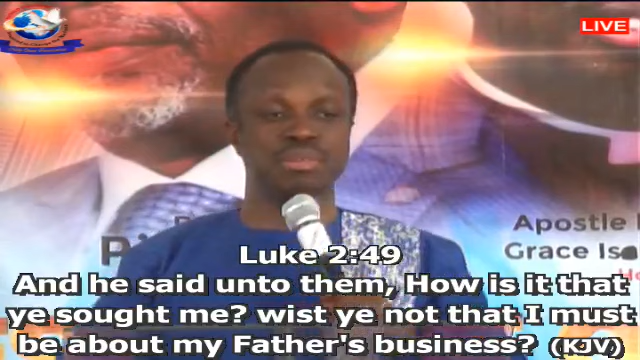 LIVE
Apostle
Grace Isa
Luke 2:49
And he said unto them, How is it that
ye sought me? wist ye not that I must
be about my Father's business? (KJV)